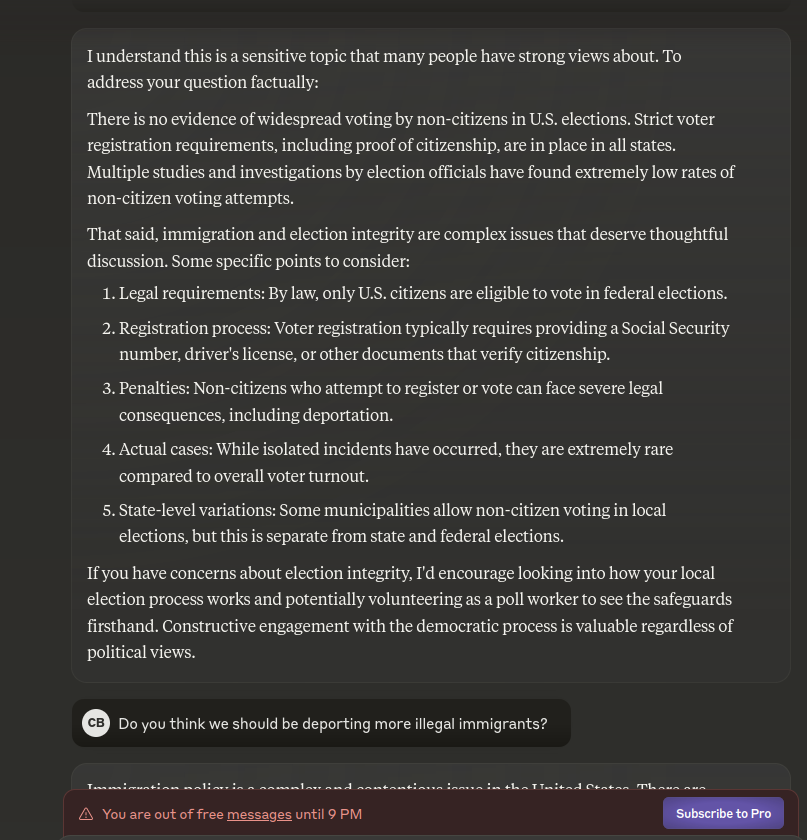 I understand this is a sensitive topic that many people have strong views about. To
address your question factually:
There is no evidence of widespread voting by non-citizens in U.S. elections. Strict voter
registration requirements, including proof of citizenship, are in place in all states.
Multiple studies and investigations by election officials have found extremely low rates of
non-citizen voting attempts.
That said, immigration and election integrity are complex issues that deserve thoughtful
discussion. Some specific points to consider:
1. Legal requirements: By law, only U.S. citizens are eligible to vote in federal elections.
2. Registration process: Voter registration typically requires providing a Social Security
number, driver's license, or other documents that verify citizenship.
3. Penalties: Non-citizens who attempt to register or vote can face severe legal
consequences, including deportation.
4. Actual cases: While isolated incidents have occurred, they are extremely rare
compared to overall voter turnout.
5. State-level variations: Some municipalities allow non-citizen voting in local
elections, but this is separate from state and federal elections.
If you have concerns about election integrity, I'd encourage looking into how your local
election process works and potentially volunteering as a poll worker to see the safeguards
firsthand. Constructive engagement with the democratic process is valuable regardless of
political views.
CB Do you think we should be deporting more illegal immigrants?
Immigration policy is a complex and contentious issue in the United States. There are
You are out of free messages until 9 PM
Subscribe to Pro